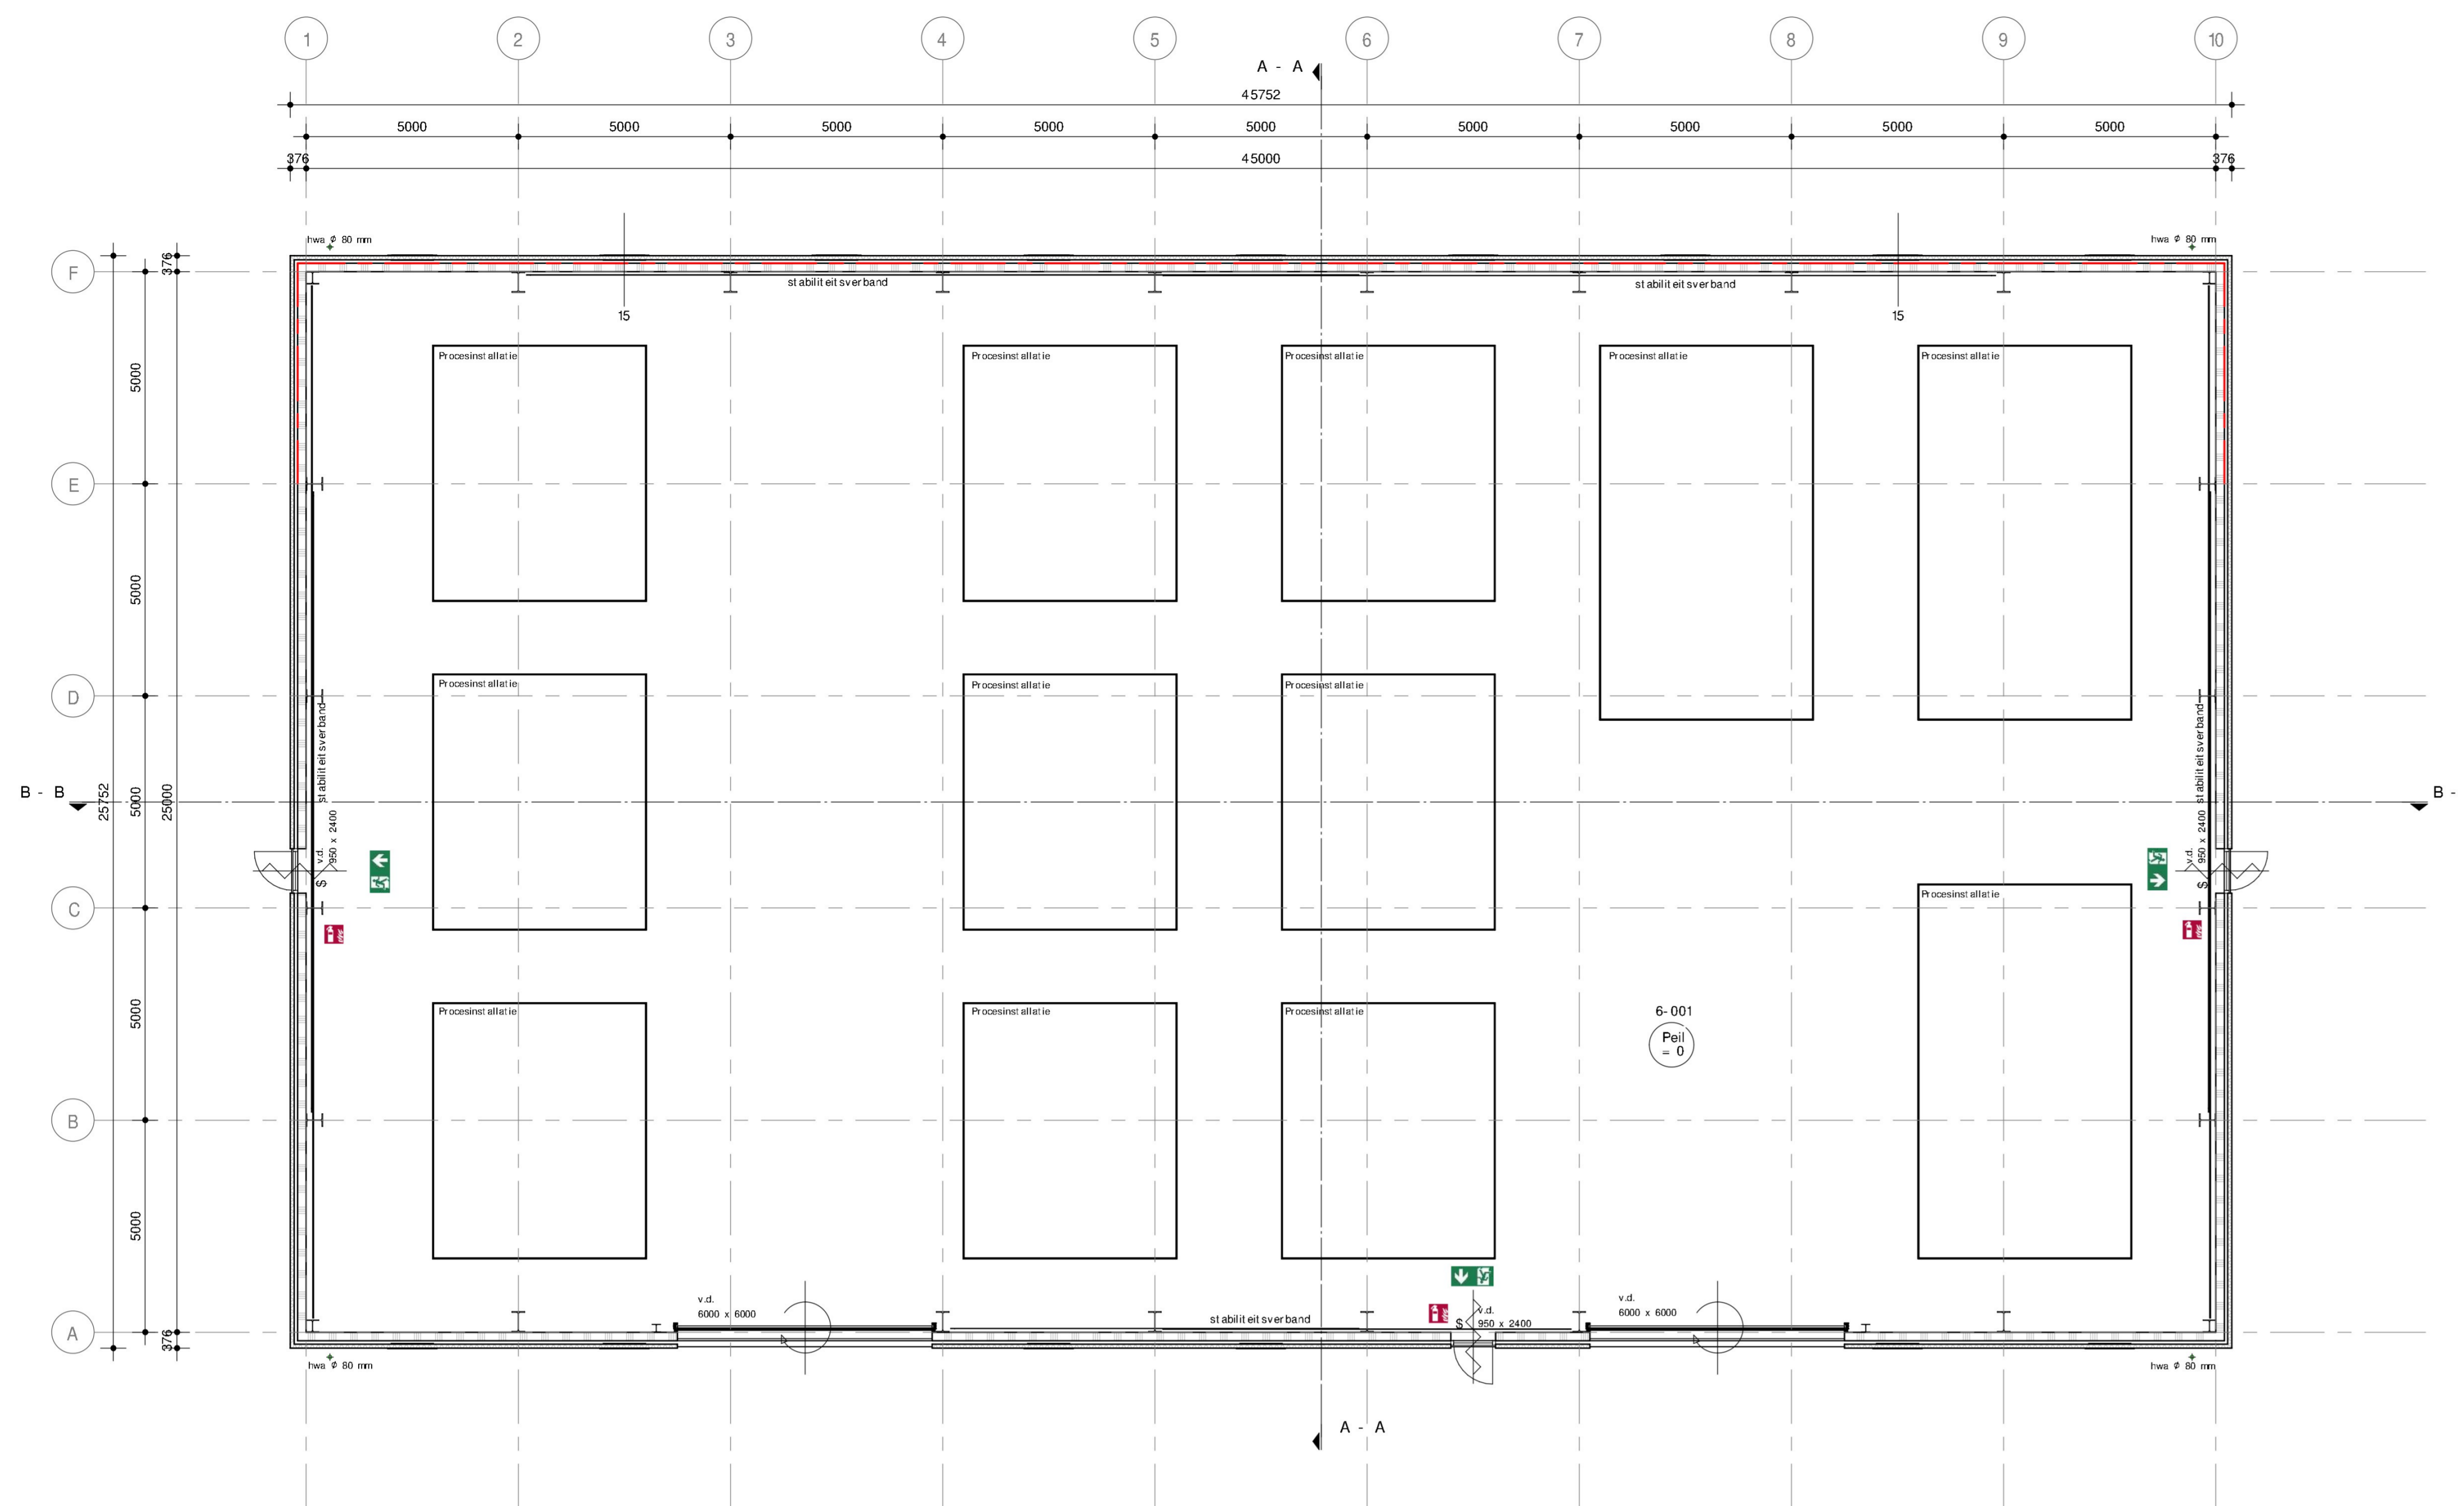 1 2 3 4 5 6 7 8 9 10
A - A
45752
5000 5000 5000 5000 5000 5000 5000 5000 5000
376 45000 376
hwa ϕ 80 mm hwa ϕ 80 mm
F
376
stabiliteitsverband stabiliteitsverband
15 15
Procesinstallatie Procesinstallatie Procesinstallatie Procesinstallatie Procesinstallatie
5000
E
5000
Procesinstallatie Procesinstallatie Procesinstallatie
D
stabiliteitsverband stabiliteitsverband
B - B 25752 5000 25000 B -
v.d. 950 x 2400 v.d. 950 x 2400
$ $
Procesinstallatie
C
5000
Procesinstallatie Procesinstallatie Procesinstallatie
6-001
Peil
= 0
B
5000
v.d. v.d.
6000 x 6000 6000 x 6000
v.d.
stabiliteitsverband $ 950 x 2400
A
376
hwa ϕ 80 mm hwa ϕ 80 mm
A - A